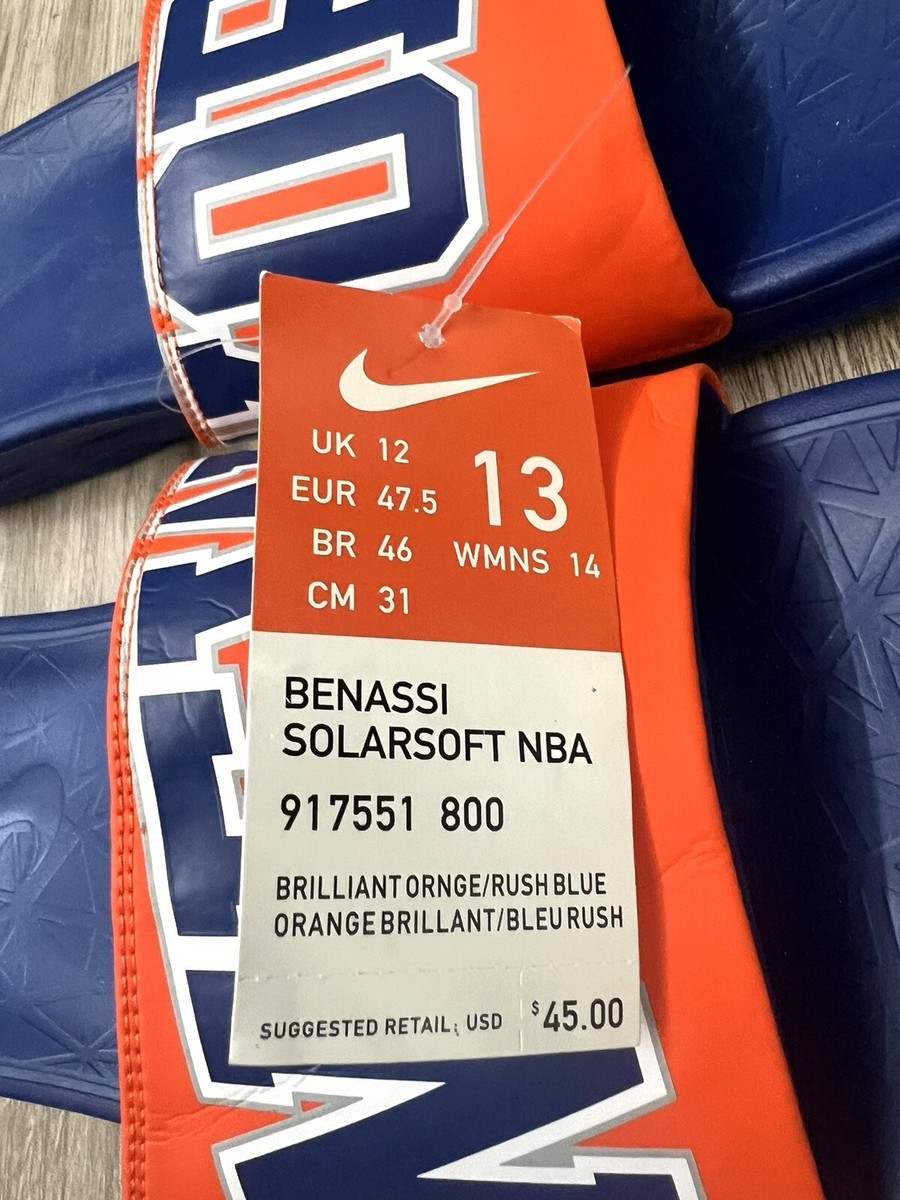 UK 12
EUR 47.5
BR 46
CM 31
13
WMNS 14
BENASSI
SOLARSOFT NBA
917551 800
BRILLIANT ORNGE/RUSH BLUE
ORANGE BRILLANT/BLEU RUSH
SUGGESTED RETAIL: USD $45.00